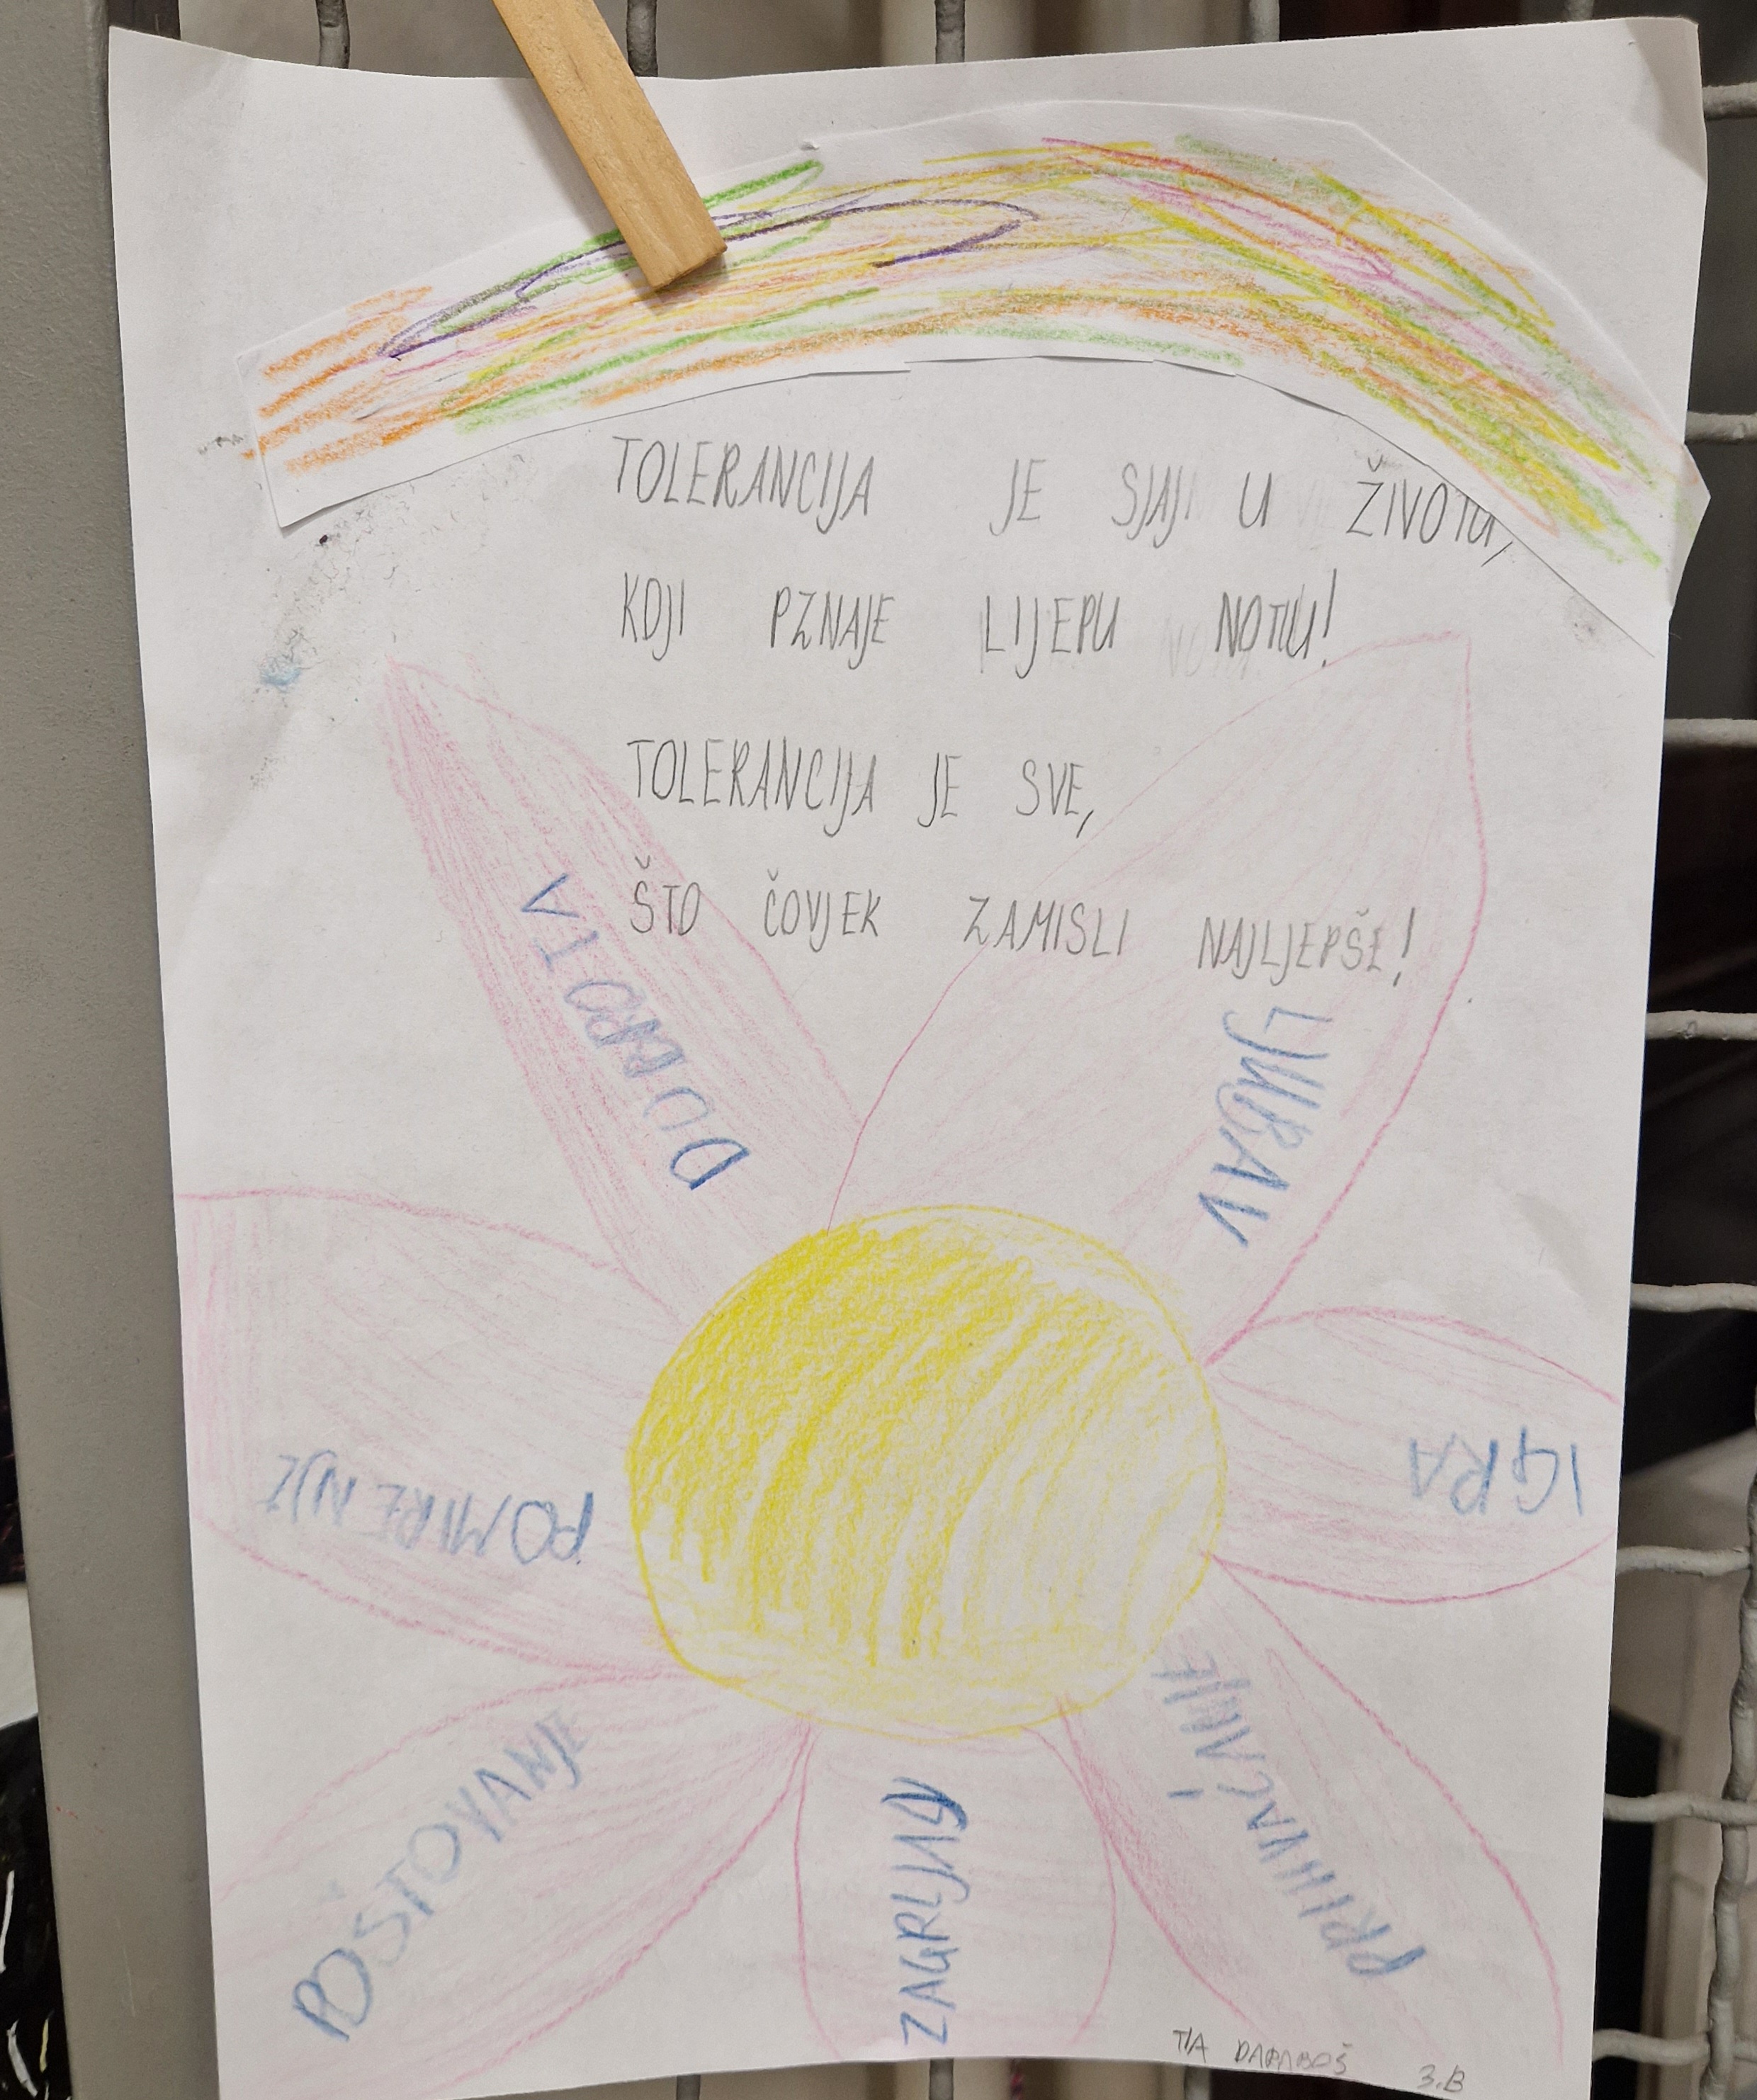 TOLERANCIJA JE SJAJ U ŽIVOTU,
KOJI PZNAJE LIJEPU NOTU!
TOLERANCIJA JE SVE,
ŠTO ČOVJEK ZAMISLI NAJLJEPŠE!
DOBROTA
LJUBAV
POMIRENJE
IGRA
POŠTOVANJE
ZAGRLJAJ
PRIHVAĆANJE
TIA 3.B